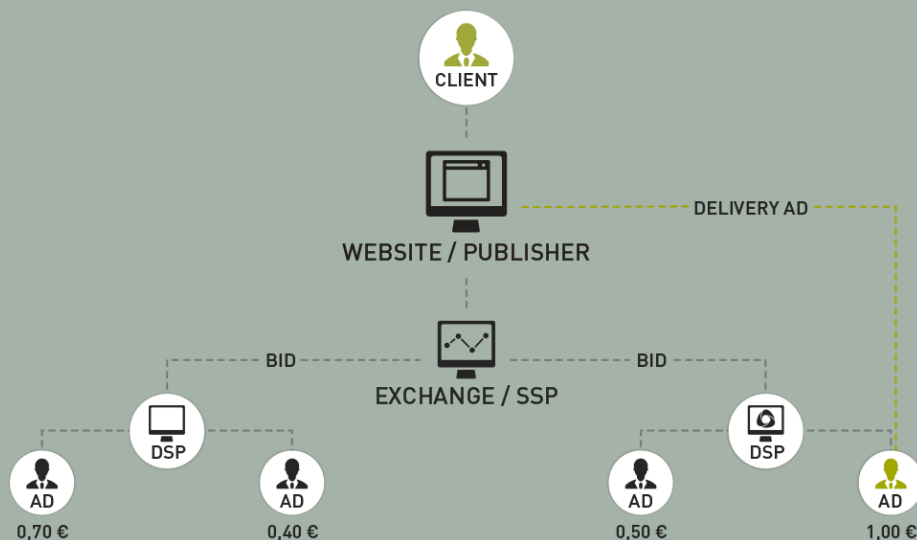 CLIENT
DELIVERY AD
WEBSITE / PUBLISHER
BID
BID
EXCHANGE / SSP
DSP
DSP
AD
AD
AD
AD
0,70 €
0,40 €
0,50 €
1,00 €